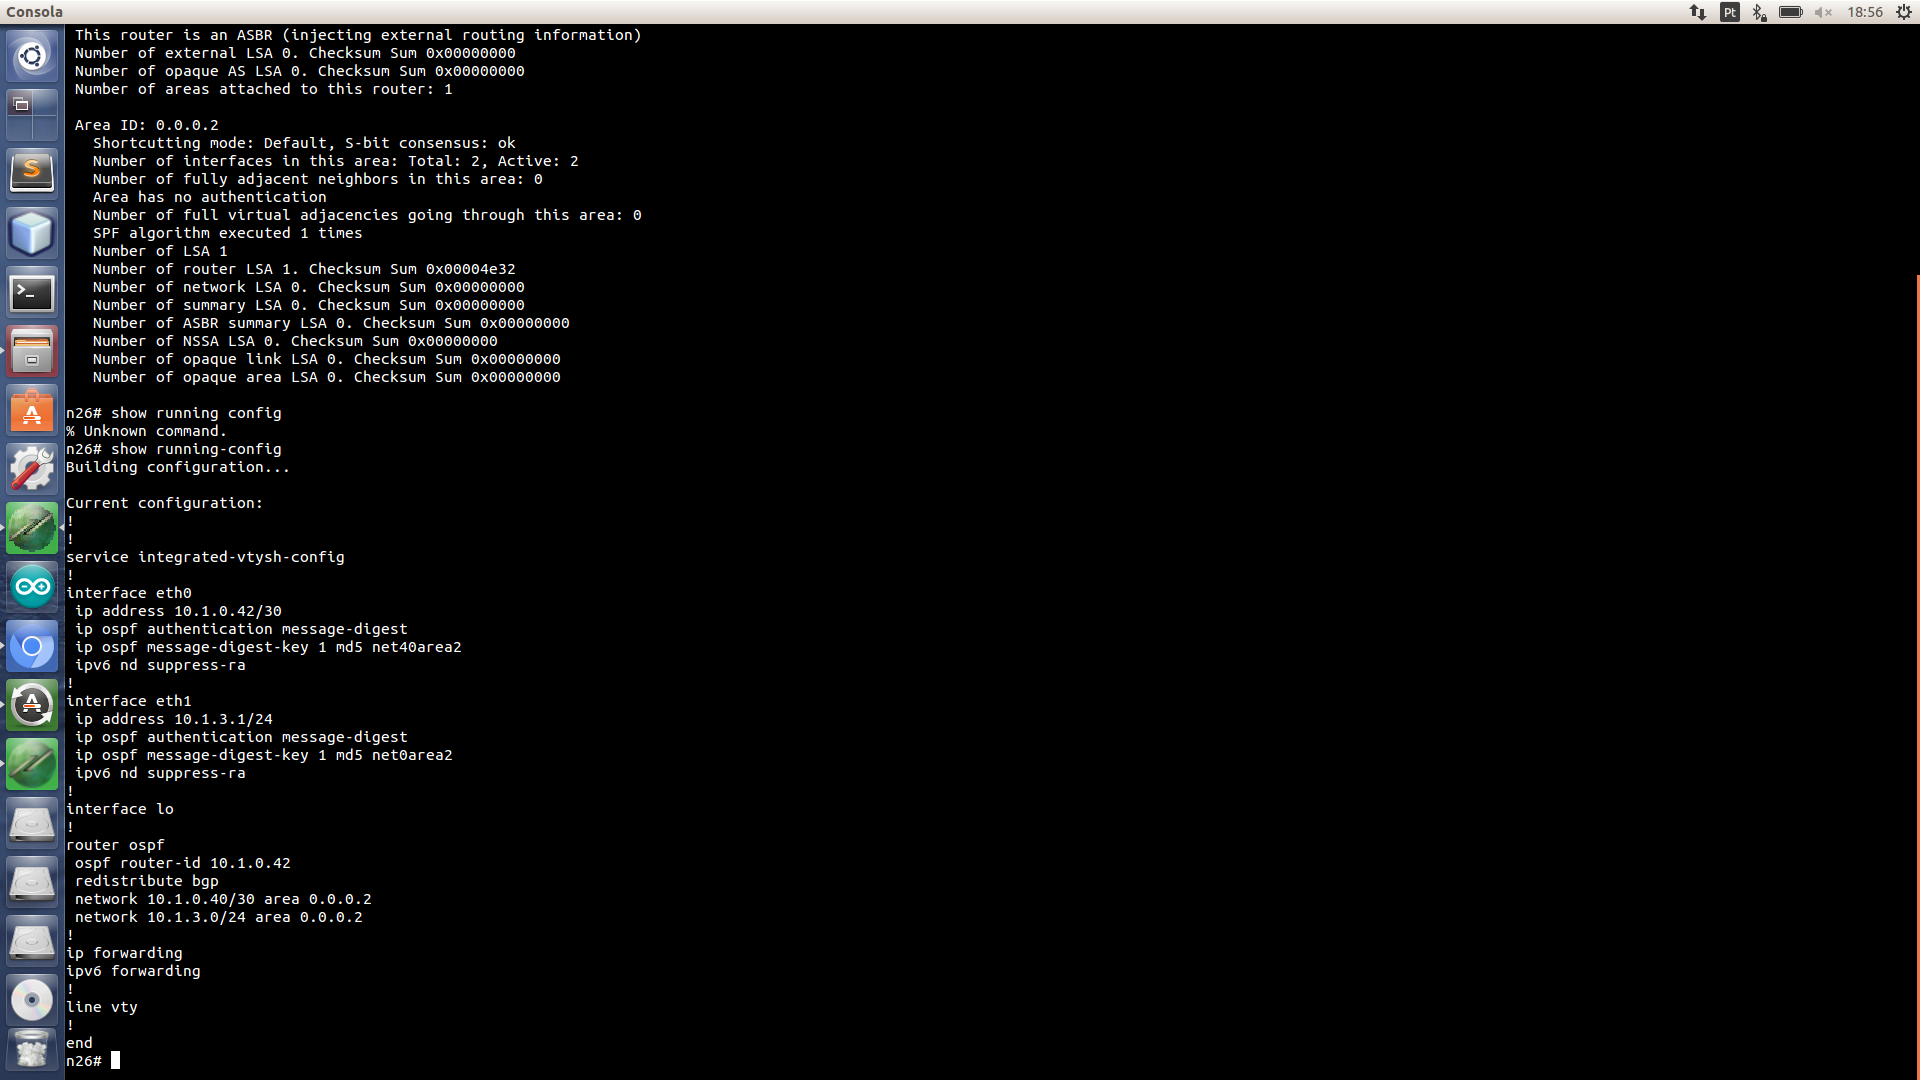 Consola
Pt
18:56
This router is an ASBR (injecting external routing information)
Number of external LSA 0. Checksum Sum 0x00000000
Number of opaque AS LSA 0. Checksum Sum 0x00000000
Number of areas attached to this router: 1
Area ID: 0.0.0.2
Shortcutting mode: Default, S-bit consensus: ok
Number of interfaces in this area: Total: 2, Active: 2
Number of fully adjacent neighbors in this area: 0
Area has no authentication
Number of full virtual adjacencies going through this area: 0
SPF algorithm executed 1 times
Number of LSA 1
Number of router LSA 1. Checksum Sum 0x00004e32
Number of network LSA 0. Checksum Sum 0x00000000
Number of summary LSA 0. Checksum Sum 0x00000000
Number of ASBR summary LSA 0. Checksum Sum 0x00000000
Number of NSSA LSA 0. Checksum Sum 0x00000000
Number of opaque link LSA 0. Checksum Sum 0x00000000
Number of opaque area LSA 0. Checksum Sum 0x00000000
n26# show running config
% Unknown command.
n26# show running-config
Building configuration...
Current configuration:
!
!
service integrated-vtysh-config
!
interface eth0
ip address 10.1.0.42/30
ip ospf authentication message-digest
ip ospf message-digest-key 1 md5 net40area2
ipv6 nd suppress-ra
!
interface eth1
ip address 10.1.3.1/24
ip ospf authentication message-digest
ip ospf message-digest-key 1 md5 net0area2
ipv6 nd suppress-ra
!
interface lo
!
router ospf
ospf router-id 10.1.0.42
redistribute bgp
network 10.1.0.40/30 area 0.0.0.2
network 10.1.3.0/24 area 0.0.0.2
!
ip forwarding
ipv6 forwarding
!
line vty
!
end
n26#